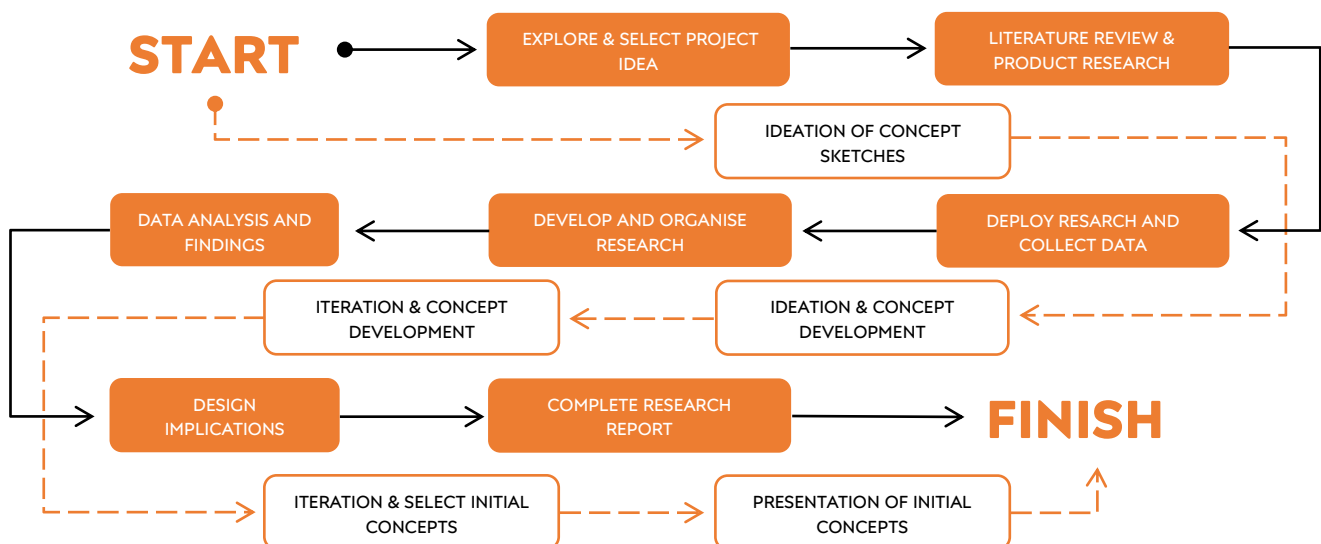 START
EXPLORE & SELECT PROJECT
IDEA
LITERATURE REVIEW &
PRODUCT RESEARCH
IDEATION OF CONCEPT
SKETCHES
DATA ANALYSIS AND
FINDINGS
DEVELOP AND ORGANISE
RESEARCH
DEPLOY RESARCH AND
COLLECT DATA
ITERATION & CONCEPT
DEVELOPMENT
IDEATION & CONCEPT
DEVELOPMENT
DESIGN
IMPLICATIONS
COMPLETE RESEARCH
REPORT
FINISH
ITERATION & SELECT INITIAL
CONCEPTS
PRESENTATION OF INITIAL
CONCEPTS